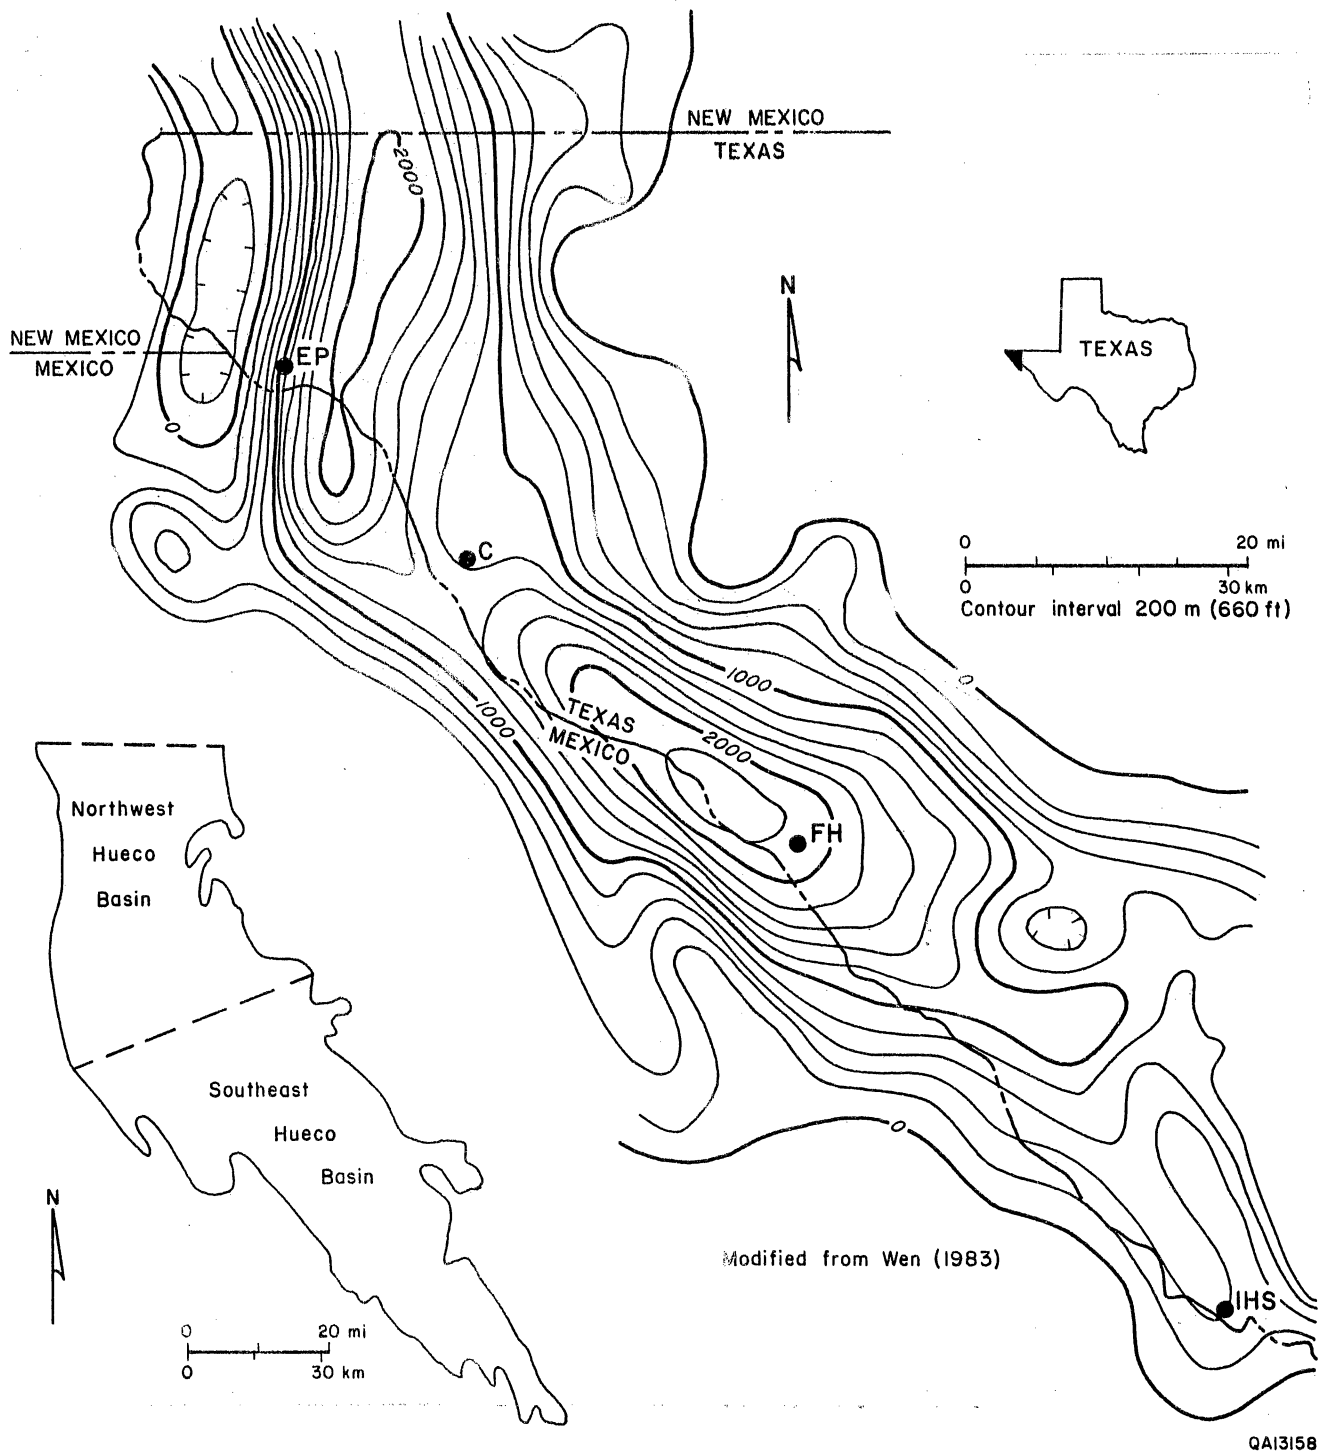 NEW MEXICO
TEXAS
2000
N
NEW MEXICO
MEXICO
EP
TEXAS
0
C
0 20 mi
0 30 km
Contour interval 200 m (660 ft)
1000
0
1000
TEXAS
MEXICO
2000
FH
Northwest
Hueco
Basin
Southeast
Hueco
Basin
0
N
Modified from Wen (1983)
IHS
0 20 mi
0 30 km
QA13158